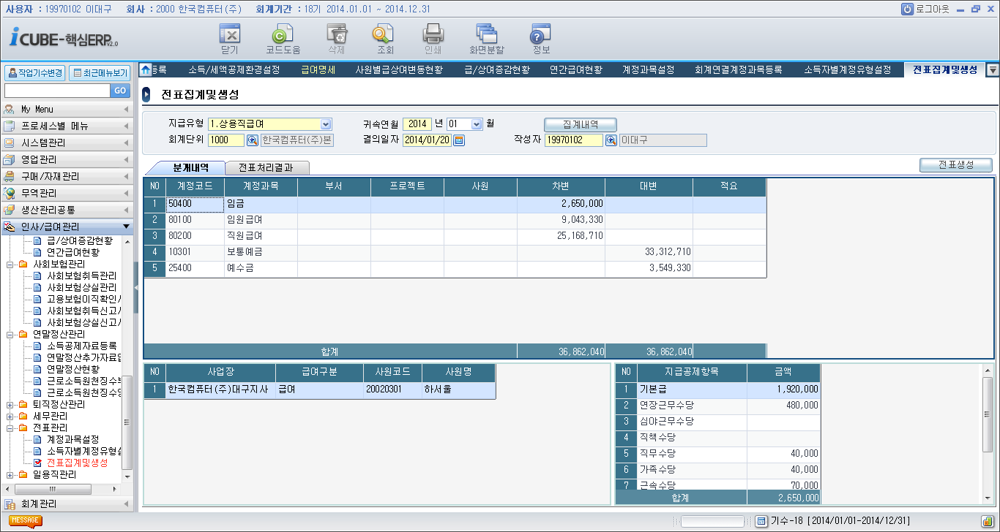 사용자 : 19970102 이대구 회사 : 2000 한국컴퓨터(주) 회계기간 : 18기 2014.01.01 ~ 2014.12.31 로그아웃
iCUBE-핵심ERP v2.0
닫기 코드도움 삭제 조회 인쇄 화면분할 정보
작업기수변경 최근메뉴보기
등록 소득/세액공제환경설정 급여명세 사원별급상여변동현황 급/상여증감현황 연간급여현황 계정과목설정 회계연결계정과목등록 소득자별계정유형설정 전표집계및생성
GO
My Menu
프로세스별 메뉴
시스템관리
영업관리
구매/자재관리
무역관리
생산관리공통
인사/급여관리
급/상여증감현황
연간급여현황
사회보험관리
사회보험취득관리
사회보험상실관리
고용보험이직확인
사회보험취득신고
사회보험상실신고
연말정산관리
소득공제자료등록
연말정산추가자료
연말정산현황
근로소득원천징수
근로소득원천징수
퇴직정산관리
세무관리
전표관리
계정과목설정
소득자별계정유형
전표집계및생성
일용직관리
회계관리
전표집계및생성
지급유형 1.상용직급여 귀속연월 2014 년 01 월 집계내역
회계단위 1000 한국컴퓨터(주)본 결의일자 2014/01/20 작성자 19970102 이대구
분개내역 전표처리결과 전표생성
NO 계정코드 계정과목 부서 프로젝트 사원 차변 대변 적요
1 50400 임금 2,650,000
2 80100 임원급여 9,043,330
3 80200 직원급여 25,168,710
4 10301 보통예금 33,312,710
5 25400 예수금 3,549,330
합계 36,862,040 36,862,040
NO 사업장 급여구분 사원코드 사원명
1 한국컴퓨터(주)대구지사 급여 20020301 하서울
NO 지급공제항목 금액
1 기본급 1,920,000
2 연장근무수당 480,000
3 심야근무수당
4 직책수당
5 직무수당 40,000
6 가족수당 40,000
7 근속수당 70,000
합계 2,650,000
MESSAGE
기수-18 [2014/01/01-2014/12/31]